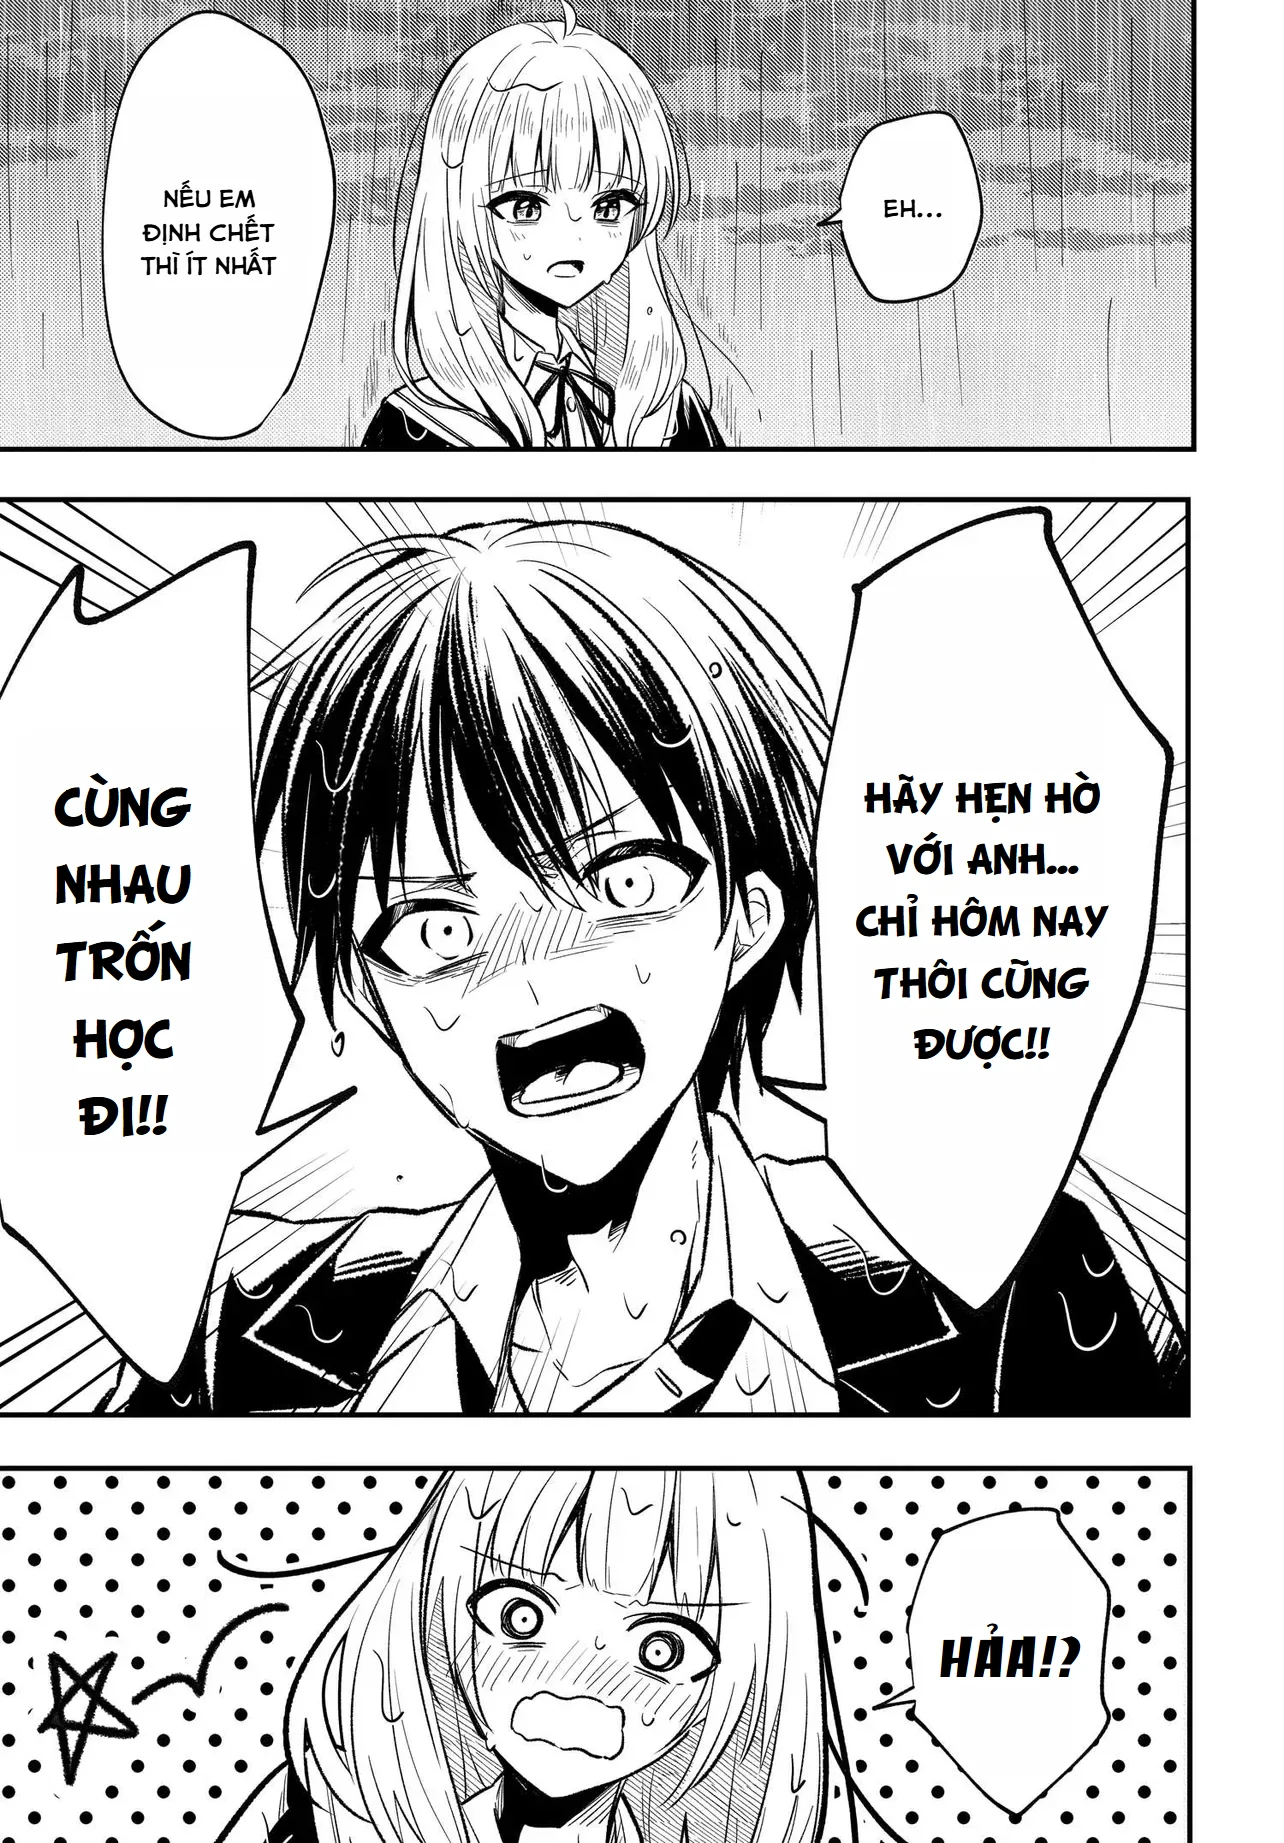 EH...
NẾU EM
ĐỊNH CHẾT
THÌ ÍT NHẤT
HÃY HẸN HÒ
VỚI ANH...
CHỈ HÔM NAY
THÔI CŨNG
ĐƯỢC!!
CÙNG
NHAU
TRỐN
HỌC
ĐI!!
HẢA!?